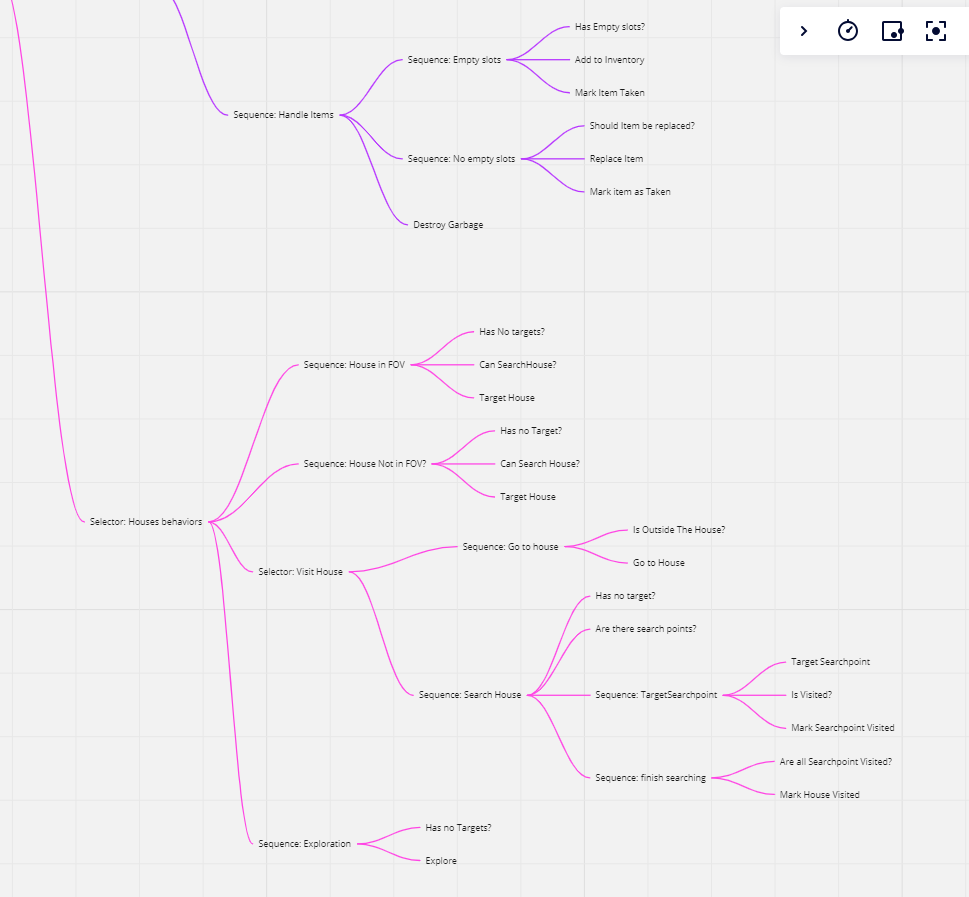 Has Empty slots?
Sequence: Empty slots
Add to Inventory
Mark Item Taken
Sequence: Handle Items
Should Item be replaced?
Sequence: No empty slots
Replace Item
Mark item as Taken
Destroy Garbage
Has No targets?
Sequence: House in FOV
Can SearchHouse?
Target House
Has no Target?
Sequence: House Not in FOV?
Can Search House?
Target House
Selector: Houses behaviors
Is Outside The House?
Sequence: Go to house
Go to House
Selector: Visit House
Has no target?
Are there search points?
Target Searchpoint
Sequence: Search House
Sequence: TargetSearchpoint
Is Visited?
Mark Searchpoint Visited
Are all Searchpoint Visited?
Sequence: finish searching
Mark House Visited
Has no Targets?
Sequence: Exploration
Explore